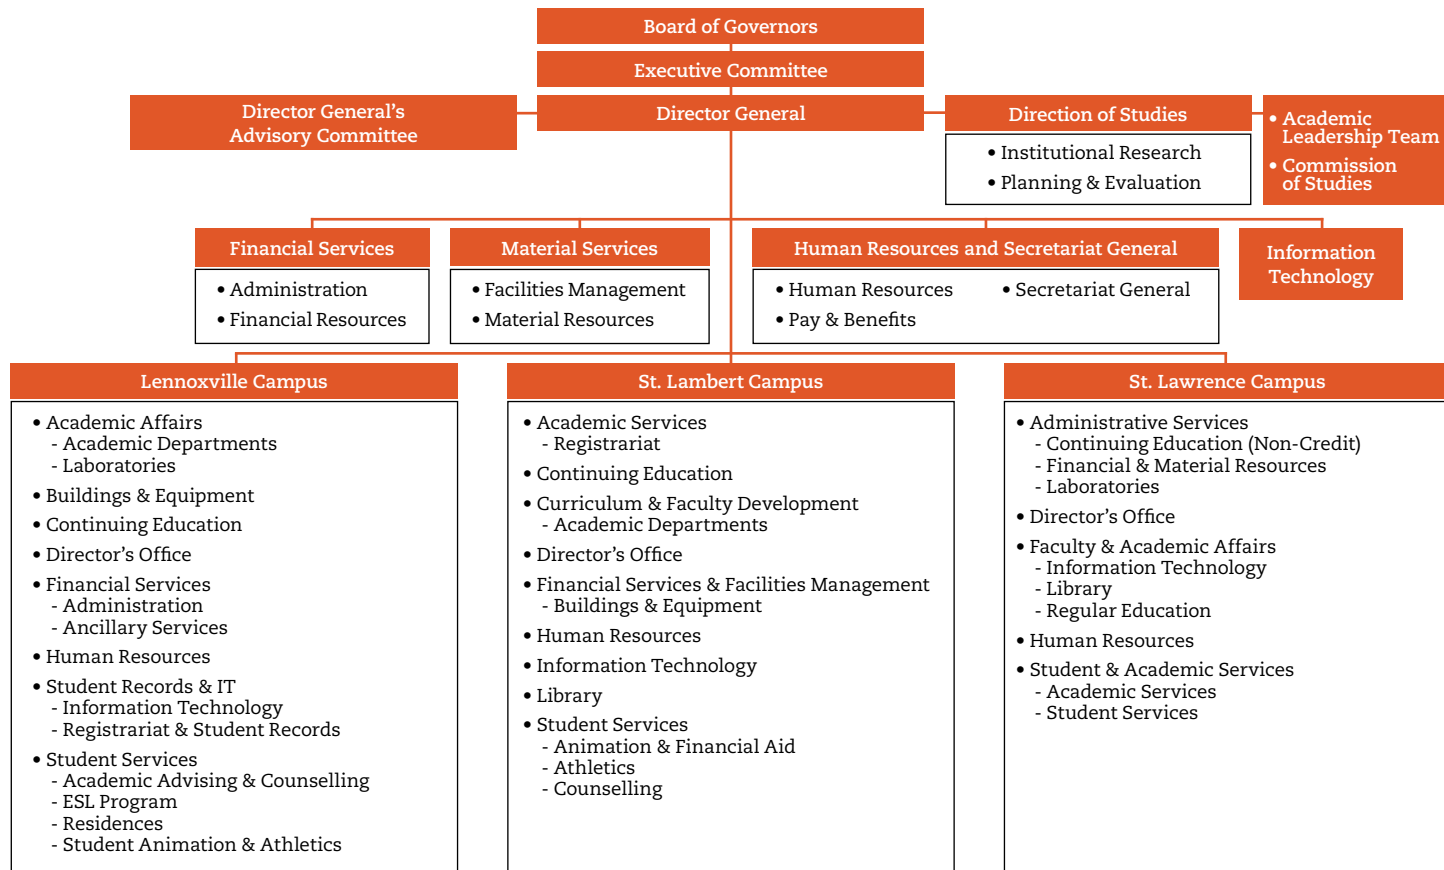 Board of Governors
Executive Committee
Director General's
Advisory Committee
Director General
Direction of Studies
• Institutional Research
• Planning & Evaluation
• Academic
Leadership Team
• Commission
of Studies
Financial Services
• Administration
• Financial Resources
Material Services
• Facilities Management
• Material Resources
Human Resources and Secretariat General
• Human Resources
• Pay & Benefits
• Secretariat General
Information
Technology
Lennoxville Campus
• Academic Affairs
- Academic Departments
- Laboratories
• Buildings & Equipment
• Continuing Education
• Director's Office
• Financial Services
- Administration
- Ancillary Services
• Human Resources
• Student Records & IT
- Information Technology
- Registrariat & Student Records
• Student Services
- Academic Advising & Counselling
- ESL Program
- Residences
- Student Animation & Athletics
St. Lambert Campus
• Academic Services
- Registrariat
• Continuing Education
• Curriculum & Faculty Development
- Academic Departments
• Director's Office
• Financial Services & Facilities Management
- Buildings & Equipment
• Human Resources
• Information Technology
• Library
• Student Services
- Animation & Financial Aid
- Athletics
- Counselling
St. Lawrence Campus
• Administrative Services
- Continuing Education (Non-Credit)
- Financial & Material Resources
- Laboratories
• Director's Office
• Faculty & Academic Affairs
- Information Technology
- Library
- Regular Education
• Human Resources
• Student & Academic Services
- Academic Services
- Student Services